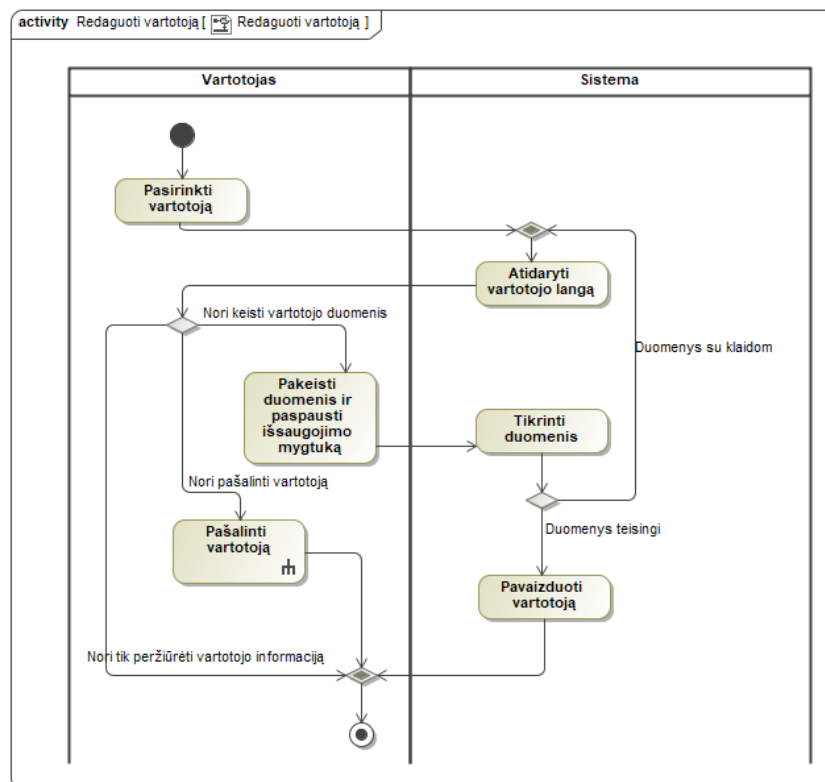 activity Redaguoti vartotoją [ Redaguoti vartotoją ]
Vartotojas
Sistema
Pasirinkti
vartotoją
Atidaryti
vartotojo langą
Nori keisti vartotojo duomenis
Duomenys su klaidom
Pakeisti
duomenis ir
paspausti
išsaugojimo
mygtuką
Tikrinti
duomenis
Nori pašalinti vartotoją
Pašalinti
vartotoją
Duomenys teisingi
Pavaizduoti
vartotoją
Nori tik peržiūrėti vartotojo informaciją